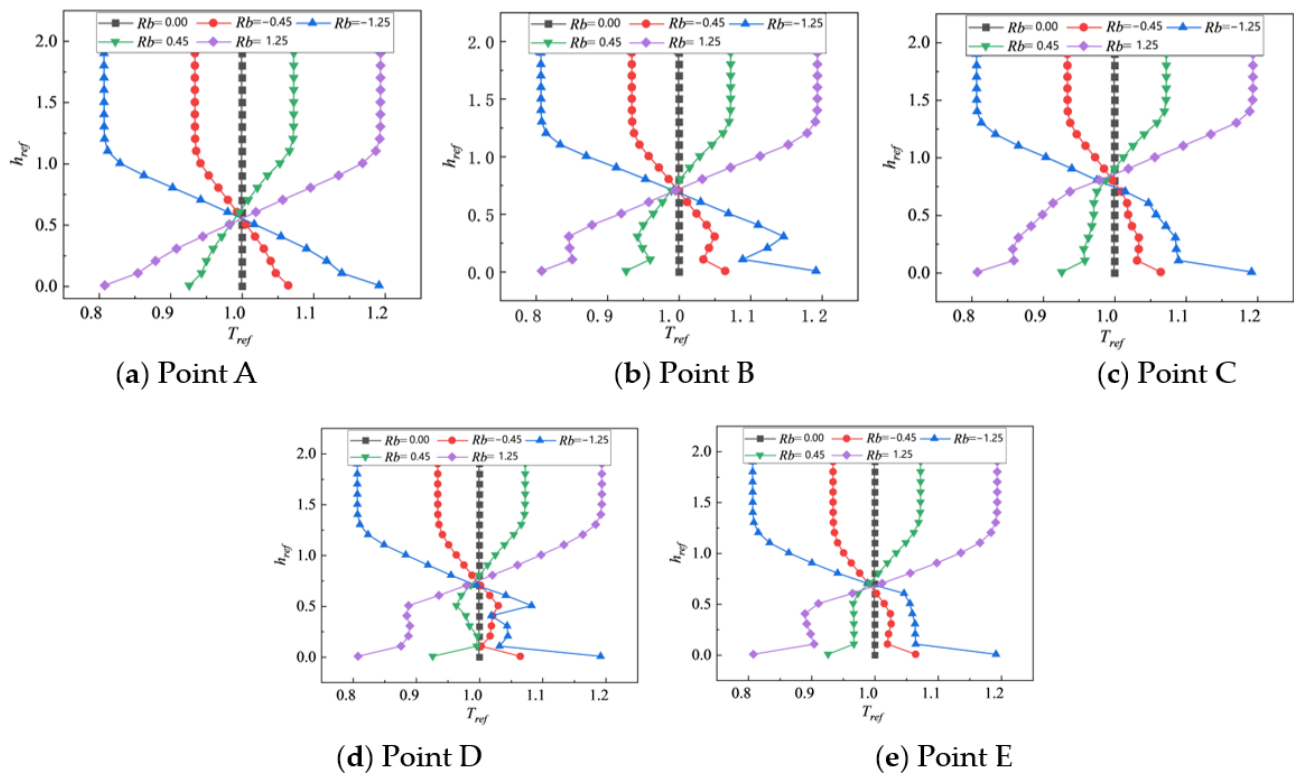 Rb= 0.00 Rb=−0.45 Rb=−1.25
Rb= 0.45 Rb= 1.25
2.0
1.5
1.0
0.5
0.0
h_ref
0.8 0.9 1.0 1.1 1.2
T_ref
(a) Point A
Rb= 0.00 Rb=−0.45 Rb=−1.25
Rb= 0.45 Rb= 1.25
2.0
1.5
1.0
0.5
0.0
h_ref
0.8 0.9 1.0 1.1 1.2
T_ref
(b) Point B
Rb= 0.00 Rb=−0.45 Rb=−1.25
Rb= 0.45 Rb= 1.25
2.0
1.5
1.0
0.5
0.0
h_ref
0.8 0.9 1.0 1.1 1.2
T_ref
(c) Point C
Rb= 0.00 Rb=−0.45 Rb=−1.25
Rb= 0.45 Rb= 1.25
2.0
1.5
1.0
0.5
0.0
h_ref
0.8 0.9 1.0 1.1 1.2
T_ref
(d) Point D
Rb= 0.00 Rb=−0.45 Rb=−1.25
Rb= 0.45 Rb= 1.25
2.0
1.5
1.0
0.5
0.0
h_ref
0.8 0.9 1.0 1.1 1.2
T_ref
(e) Point E